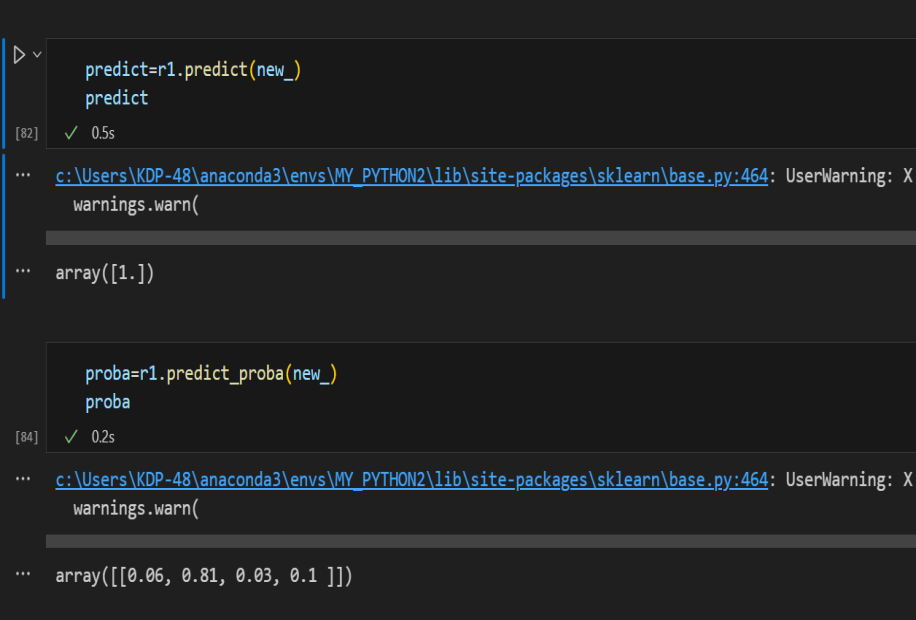 predict=r1.predict(new_)
predict
[82]
0.5s
c:\Users\KDP-48\anaconda3\envs\MY_PYTHON2\lib\site-packages\sklearn\base.py:464: UserWarning: X
warnings.warn(
array([1.])
proba=r1.predict_proba(new_)
proba
[84]
0.2s
c:\Users\KDP-48\anaconda3\envs\MY_PYTHON2\lib\site-packages\sklearn\base.py:464: UserWarning: X
warnings.warn(
array([[0.06, 0.81, 0.03, 0.1 ]])